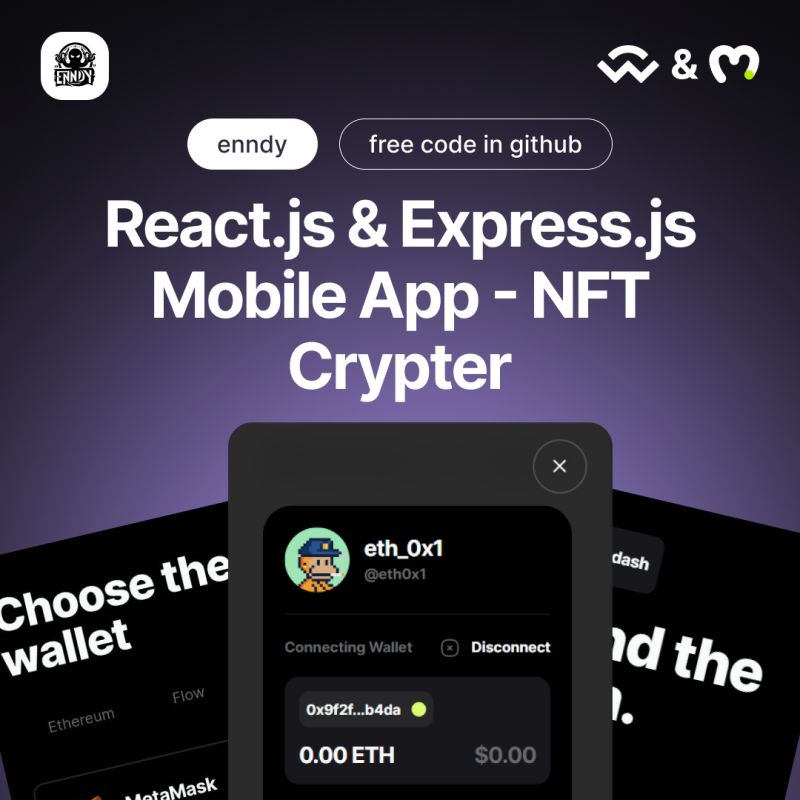 ENNDY
&
enndy
free code in github
React.js & Express.js
Mobile App - NFT
Crypter
eth_0x1
@eth0x1
Connecting Wallet
Disconnect
0x9f2f...b4da
0.00 ETH
$0.00
Choose the
wallet
Ethereum
Flow
MetaMask
dash
nd the